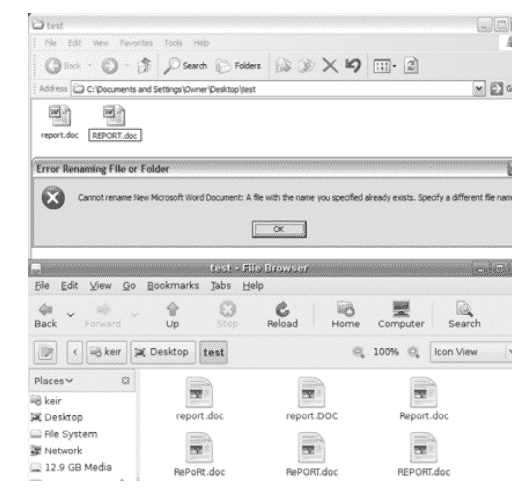 test
File Edit View Favorites Tools Help
Back Search Folders
Address C:\Documents and Settings\Owner\Desktop\test
report.doc REPORT.doc
Error Renaming File or Folder
Cannot rename New Microsoft Word Document: A file with the name you specified already exists. Specify a different file name
OK
test - File Browser
File Edit View Go Bookmarks Tabs Help
Back Forward Up Stop Reload Home Computer Search
keir Desktop test 100% Icon View
Places
keir
Desktop
File System
Network
12.9 GB Media
report.doc report.DOC Report.doc
RePoRt.doc RePORT.doc REPORT.doc